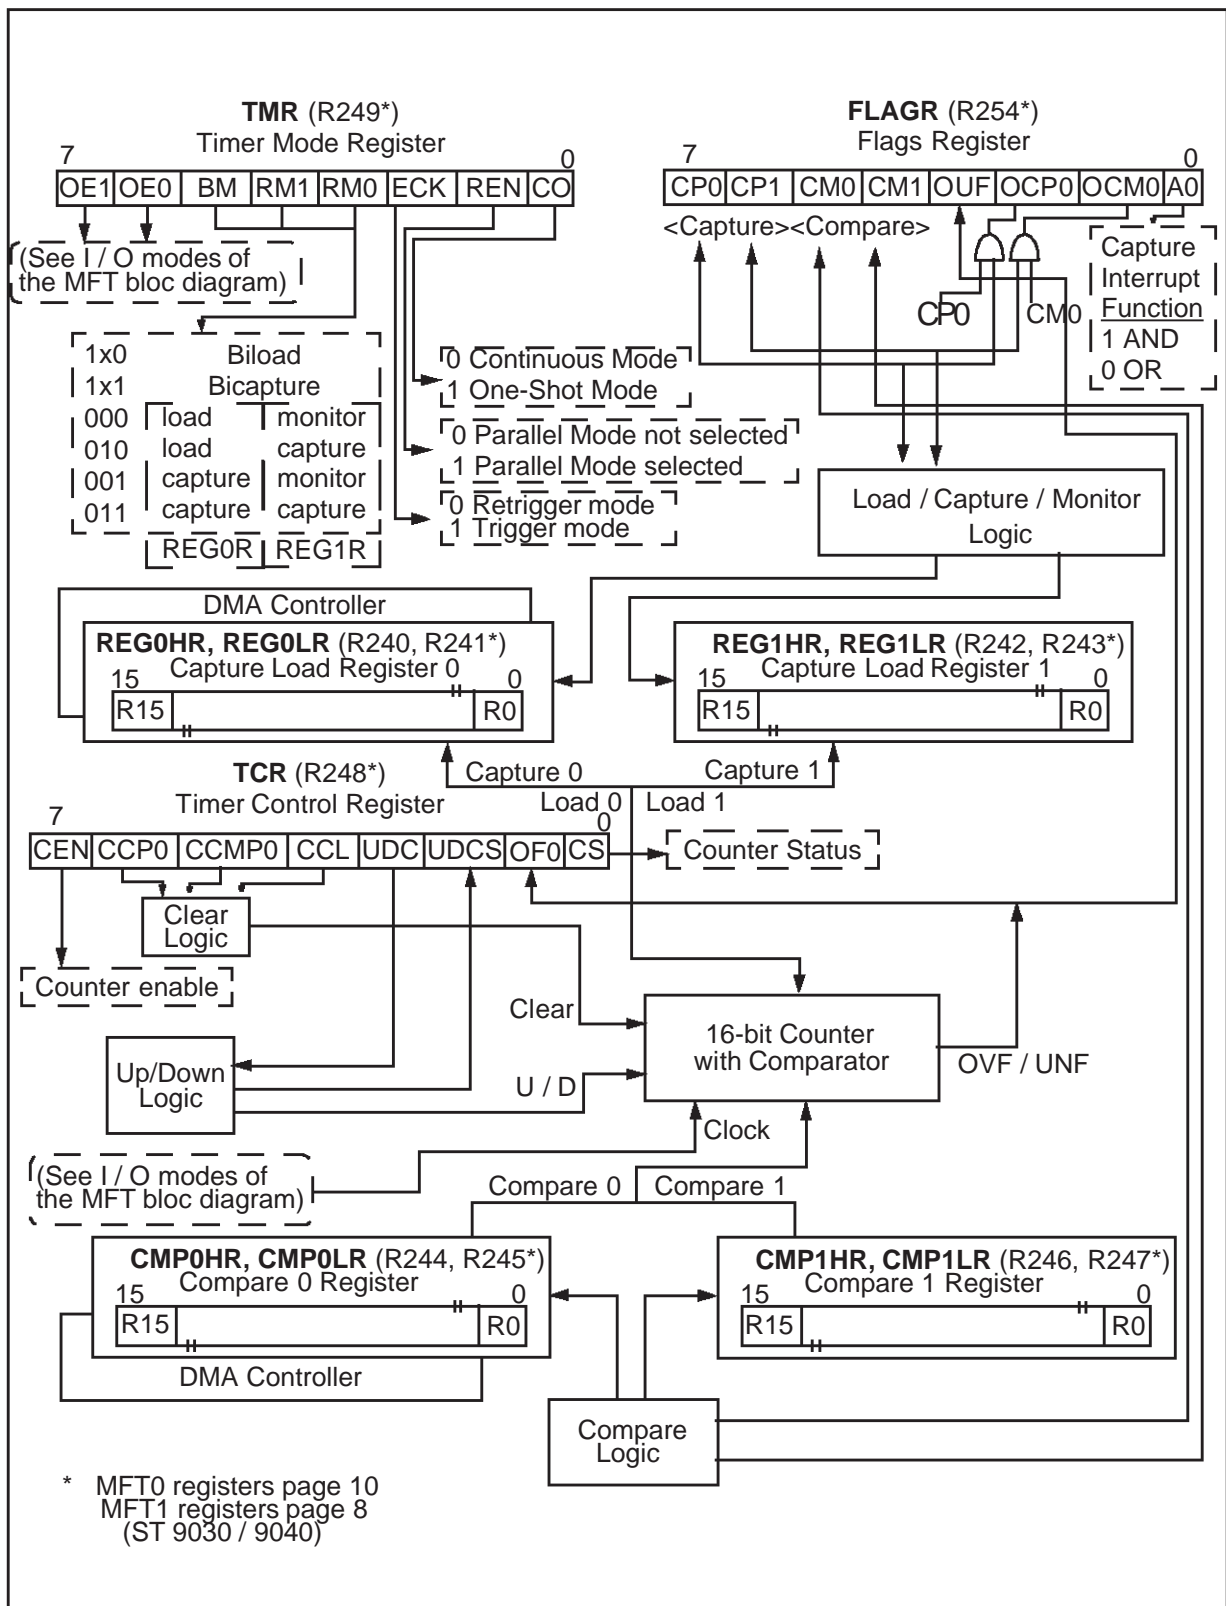 TMR (R249*)
Timer Mode Register
7 0
OE1 OE0 BM RM1 RM0 ECK REN CO
(See I / O modes of
the MFT bloc diagram)
1x0 Biload
1x1 Bicapture
000 load monitor
010 load capture
001 capture monitor
011 capture capture
REG0R REG1R
0 Continuous Mode
1 One-Shot Mode
0 Parallel Mode not selected
1 Parallel Mode selected
0 Retrigger mode
1 Trigger mode
FLAGR (R254*)
Flags Register
7 0
CP0 CP1 CM0 CM1 OUF OCP0 OCM0 A0
<Capture> <Compare>
CP0 CM0
Capture
Interrupt
Function
1 AND
0 OR
Load / Capture / Monitor
Logic
DMA Controller
REG0HR, REG0LR (R240, R241*)
Capture Load Register 0
15 0
R15 R0
REG1HR, REG1LR (R242, R243*)
Capture Load Register 1
15 0
R15 R0
Capture 0 Capture 1
Load 0 Load 1
TCR (R248*)
Timer Control Register
7 0
CEN CCP0 CCMP0 CCL UDC UDCS OF0 CS
Counter Status
Clear
Logic
Counter enable
Clear
16-bit Counter
with Comparator
OVF / UNF
Up/Down
Logic
U / D
Clock
(See I / O modes of
the MFT bloc diagram)
Compare 0 Compare 1
CMP0HR, CMP0LR (R244, R245*)
Compare 0 Register
15 0
R15 R0
DMA Controller
CMP1HR, CMP1LR (R246, R247*)
Compare 1 Register
15 0
R15 R0
Compare
Logic
* MFT0 registers page 10
MFT1 registers page 8
(ST 9030 / 9040)